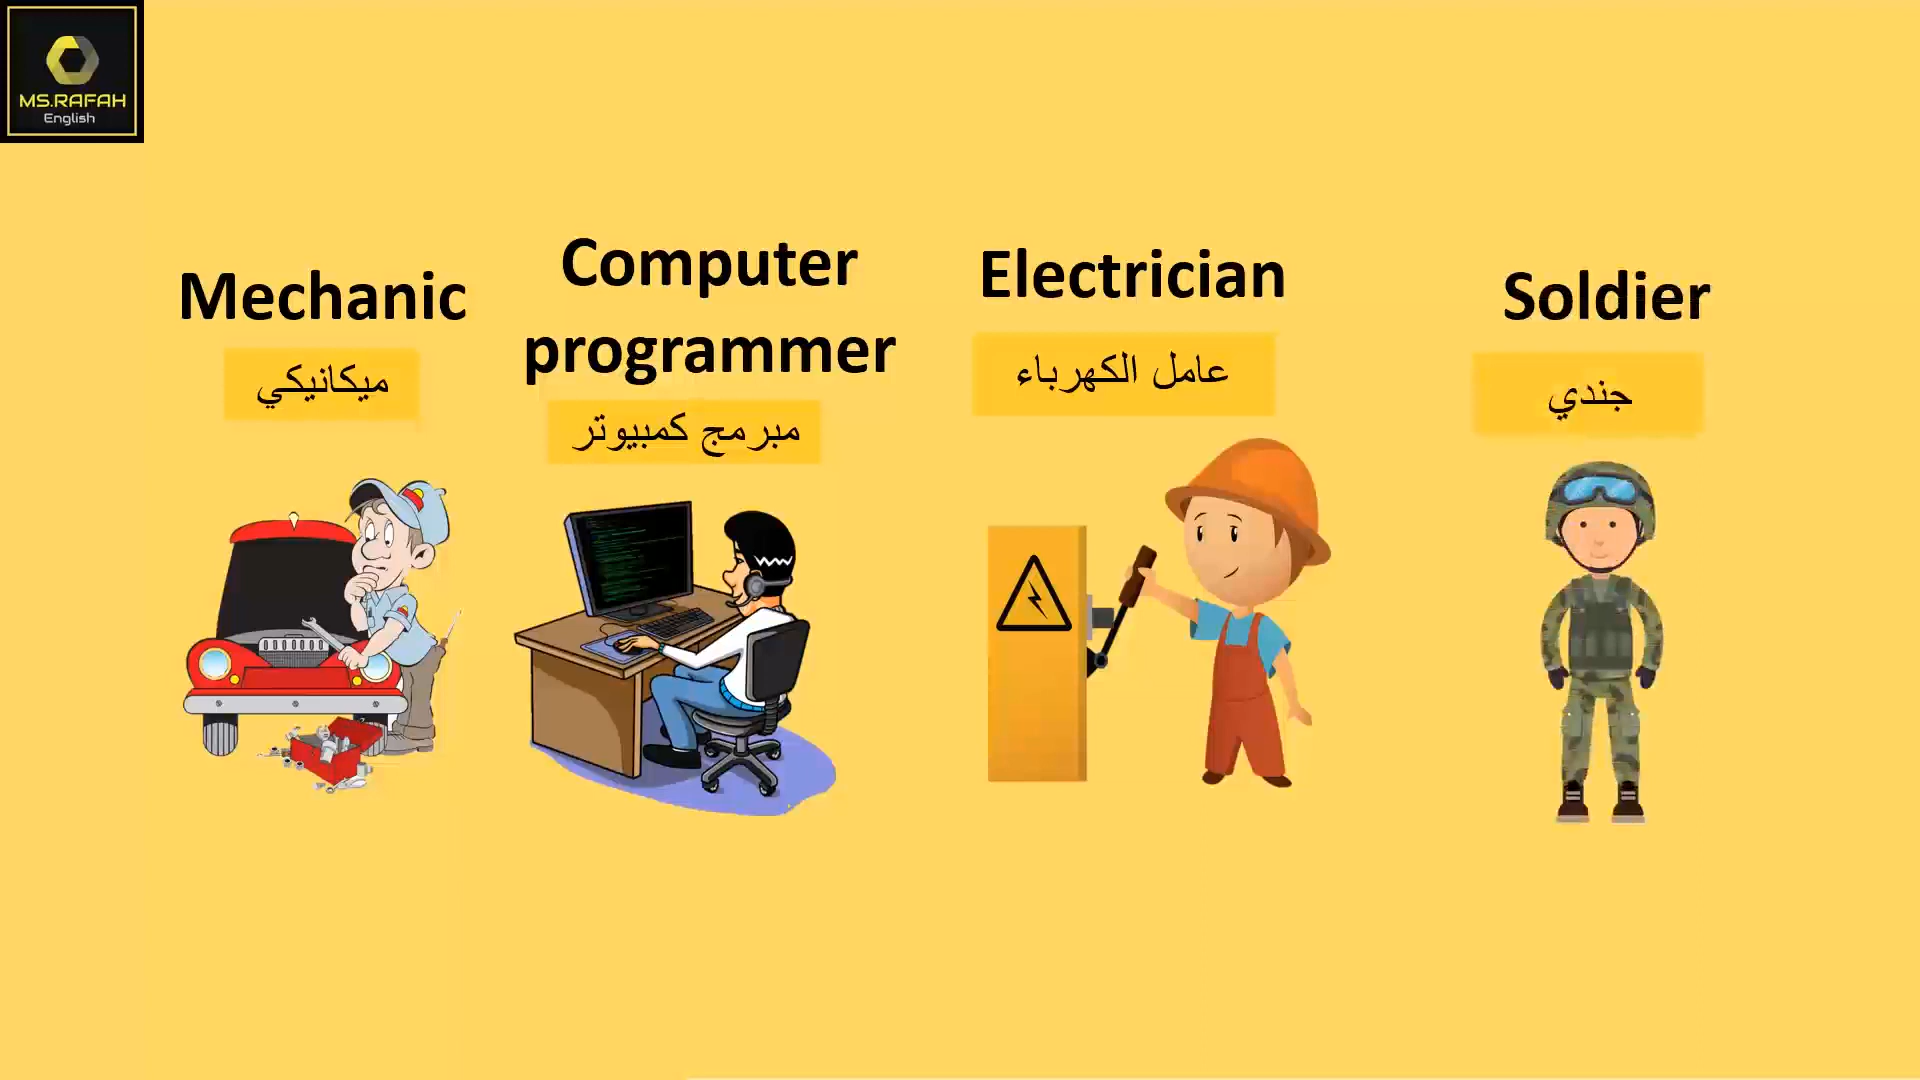 MS.RAFAH
English
Mechanic
ميكانيكي
Computer
programmer
مبرمج كمبيوتر
Electrician
عامل الكهرباء
Soldier
جندي